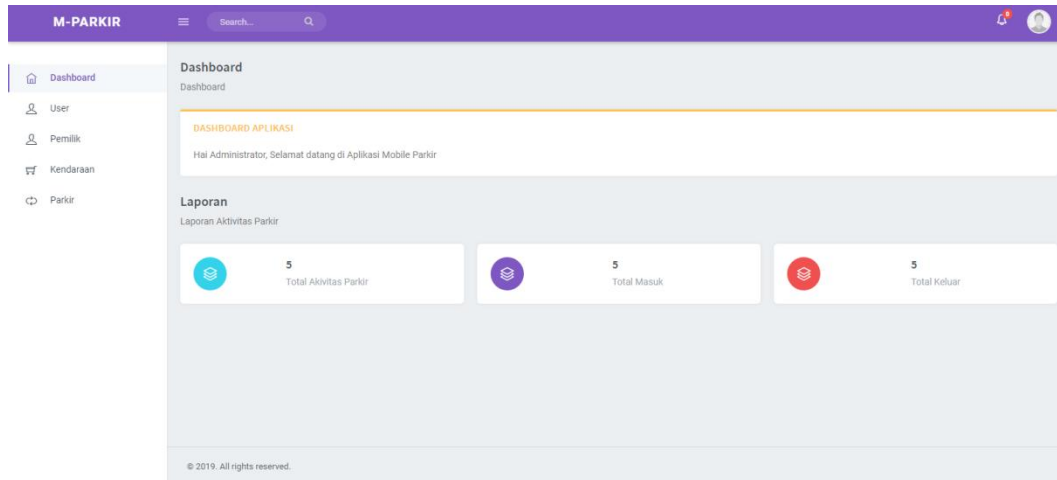 M-PARKIR
Search...
Dashboard
User
Pemilik
Kendaraan
Parkir
Dashboard
Dashboard
DASHBOARD APLIKASI
Hai Administrator, Selamat datang di Aplikasi Mobile Parkir
Laporan
Laporan Aktivitas Parkir
5
Total Akivitas Parkir
5
Total Masuk
5
Total Keluar
© 2019. All rights reserved.